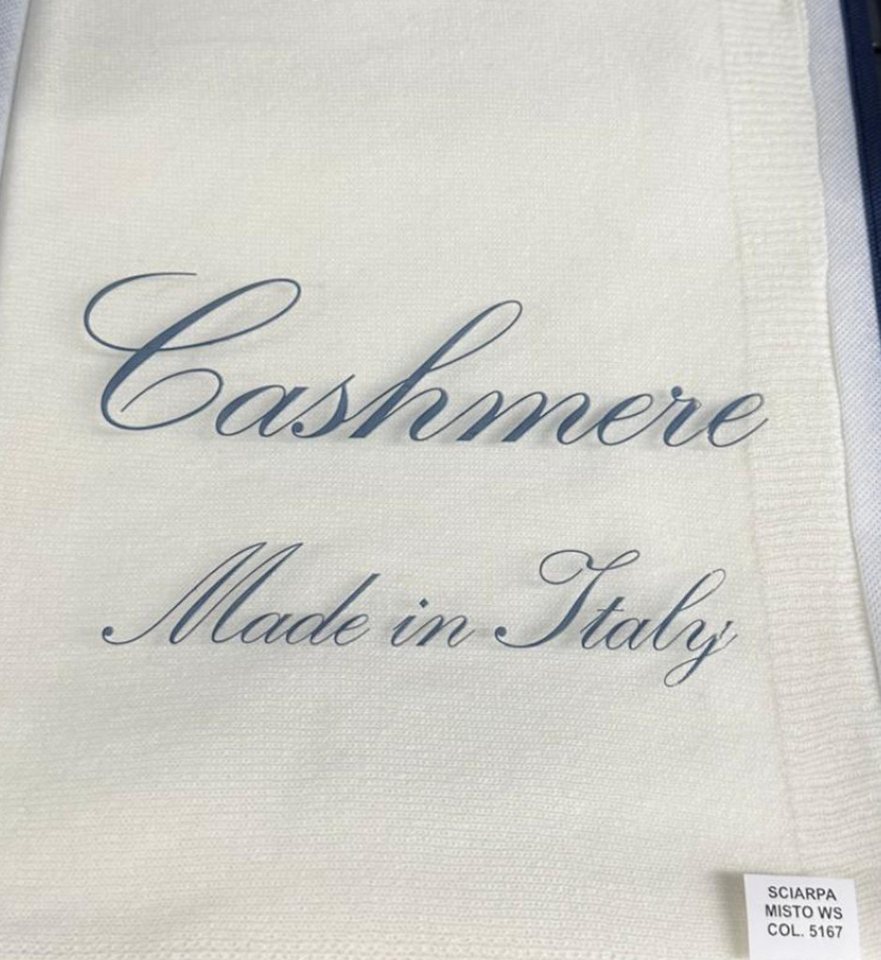 Cashmere
Made in Italy
SCIARPA
MISTO WS
COL. 5167